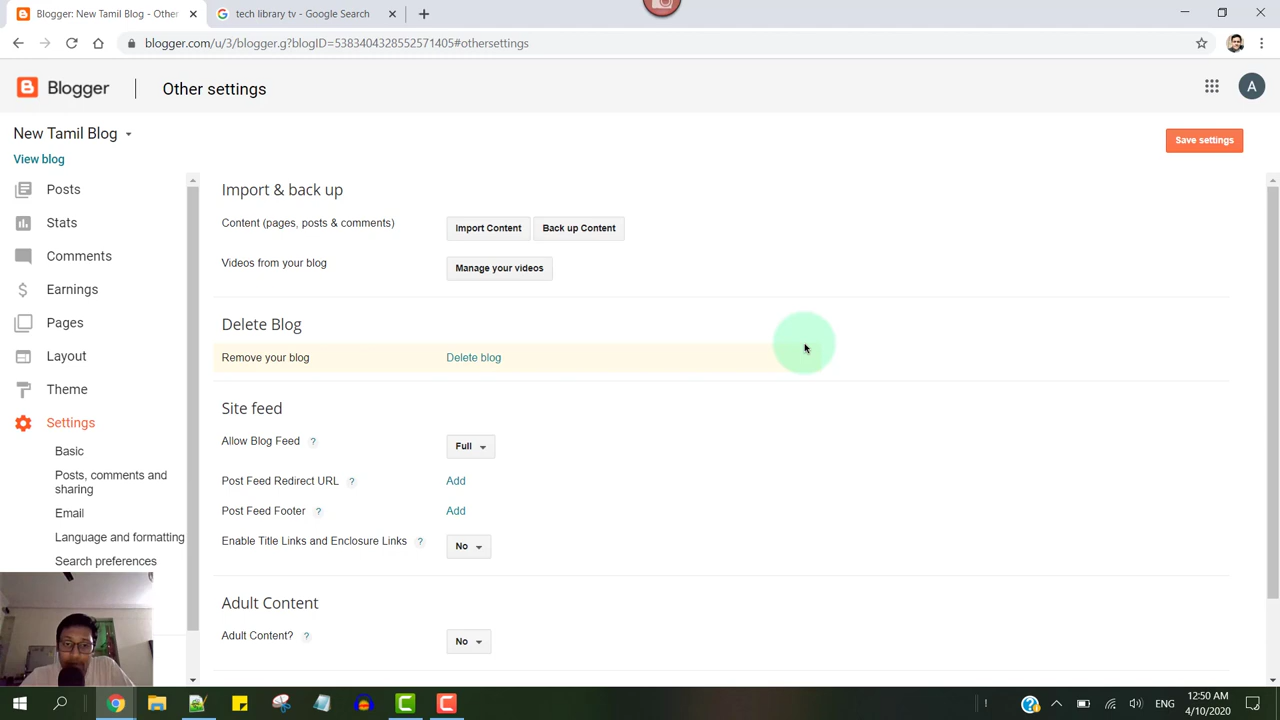 Blogger: New Tamil Blog - Other
tech library tv - Google Search
blogger.com/u/3/blogger.g?blogID=5383404328552571405#othersettings
Blogger
Other settings
A
New Tamil Blog
View blog
Save settings
Posts
Stats
Comments
Earnings
Pages
Layout
Theme
Settings
Basic
Posts, comments and
sharing
Email
Language and formatting
Search preferences
Import & back up
Content (pages, posts & comments) Import Content Back up Content
Videos from your blog Manage your videos
Delete Blog
Remove your blog Delete blog
Site feed
Allow Blog Feed ? Full
Post Feed Redirect URL ? Add
Post Feed Footer ? Add
Enable Title Links and Enclosure Links ? No
Adult Content
Adult Content? ? No
ENG
12:50 AM
4/10/2020